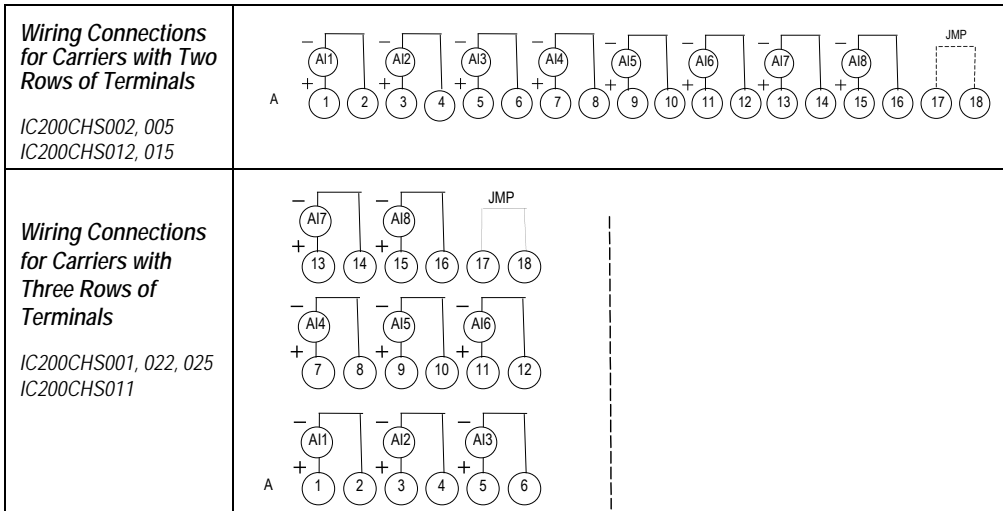 Wiring Connections
for Carriers with Two
Rows of Terminals
IC200CHS002, 005
IC200CHS012, 015
JMP
− − − − − − − −
AI1 AI2 AI3 AI4 AI5 AI6 AI7 AI8
+ + + + + + + +
A 1 2 3 4 5 6 7 8 9 10 11 12 13 14 15 16 17 18
Wiring Connections
for Carriers with
Three Rows of
Terminals
IC200CHS001, 022, 025
IC200CHS011
− − JMP
AI7 AI8
+ +
13 14 15 16 17 18
− − −
AI4 AI5 AI6
+ + +
7 8 9 10 11 12
− − −
AI1 AI2 AI3
+ + +
A 1 2 3 4 5 6